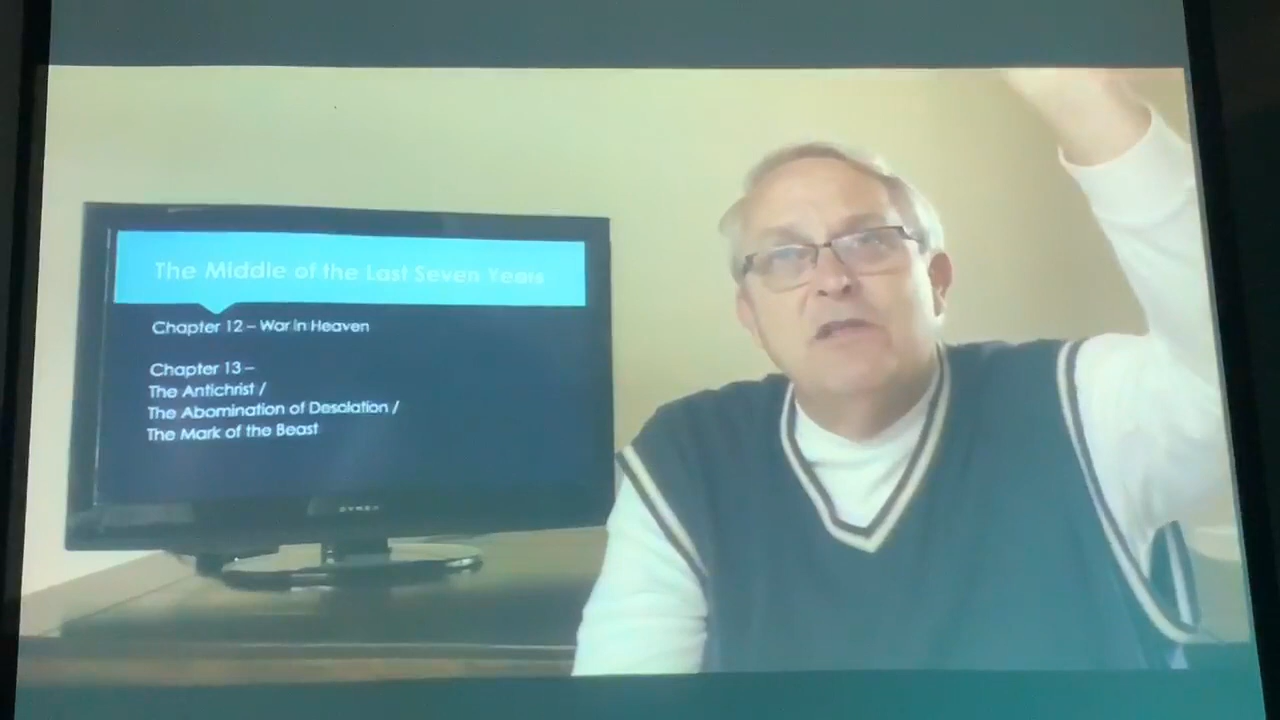 The Middle of the Last Seven Years
Chapter 12 – War in Heaven
Chapter 13 –
The Antichrist /
The Abomination of Desolation /
The Mark of the Beast
DYNEX